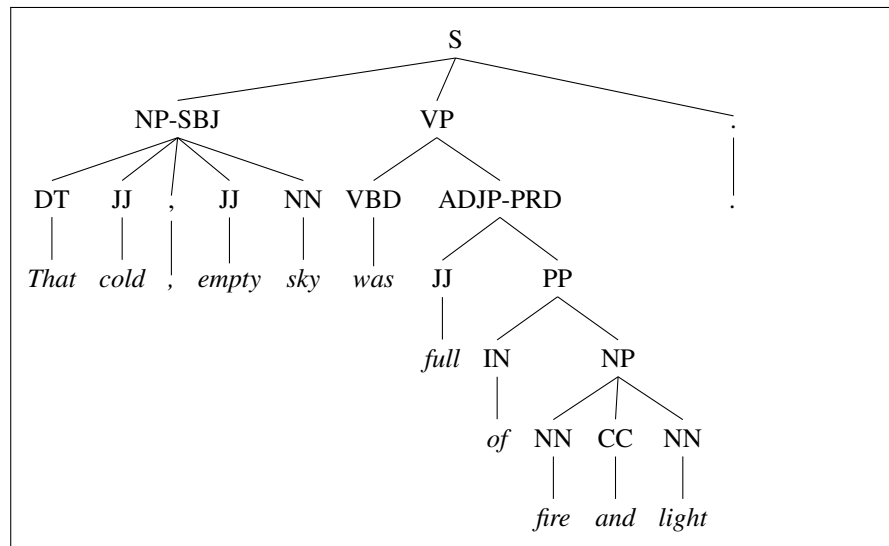 S
NP-SBJ VP .
DT JJ , JJ NN VBD ADJP-PRD .
That cold , empty sky was JJ PP
full IN NP
of NN CC NN
fire and light